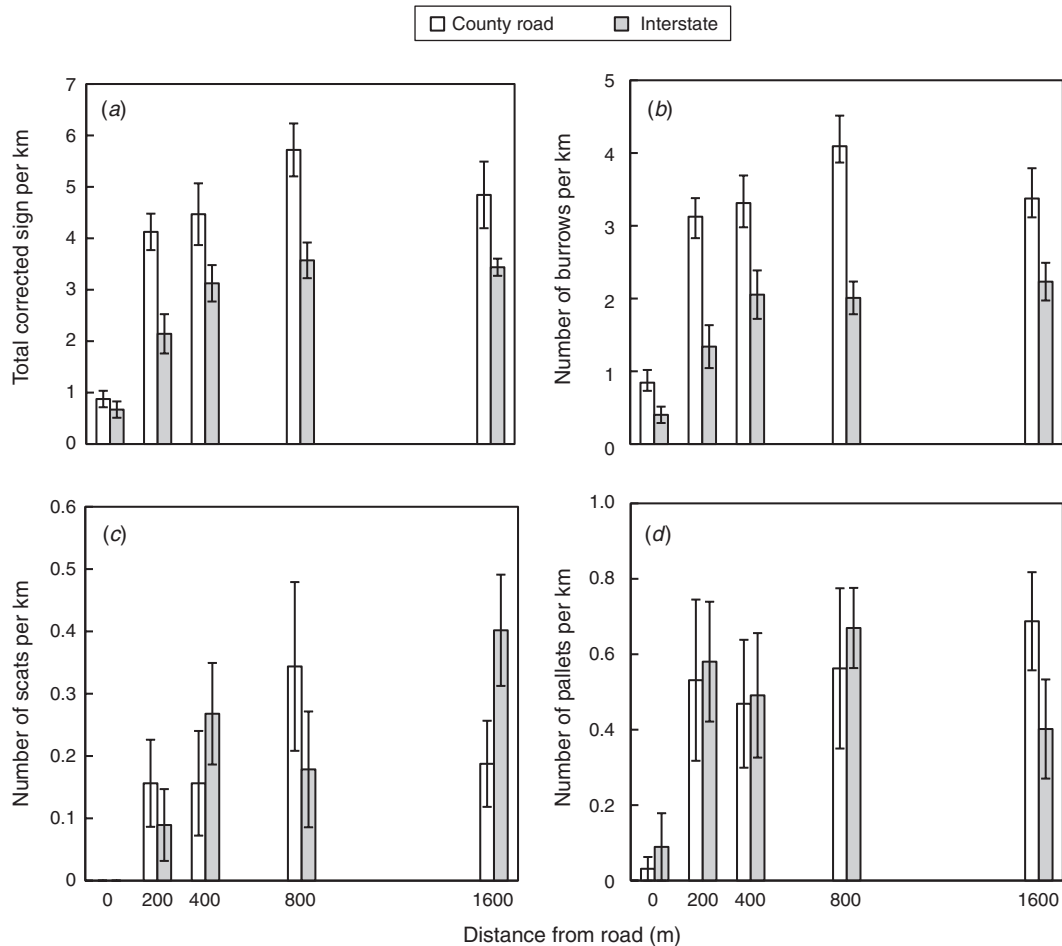 County road
Interstate
(a)
Total corrected sign per km
7
6
5
4
3
2
1
0
(b)
Number of burrows per km
5
4
3
2
1
0
(c)
Number of scats per km
0.6
0.5
0.4
0.3
0.2
0.1
0
0 200 400 800 1600
(d)
Number of pallets per km
1.0
0.8
0.6
0.4
0.2
0
0 200 400 800 1600
Distance from road (m)